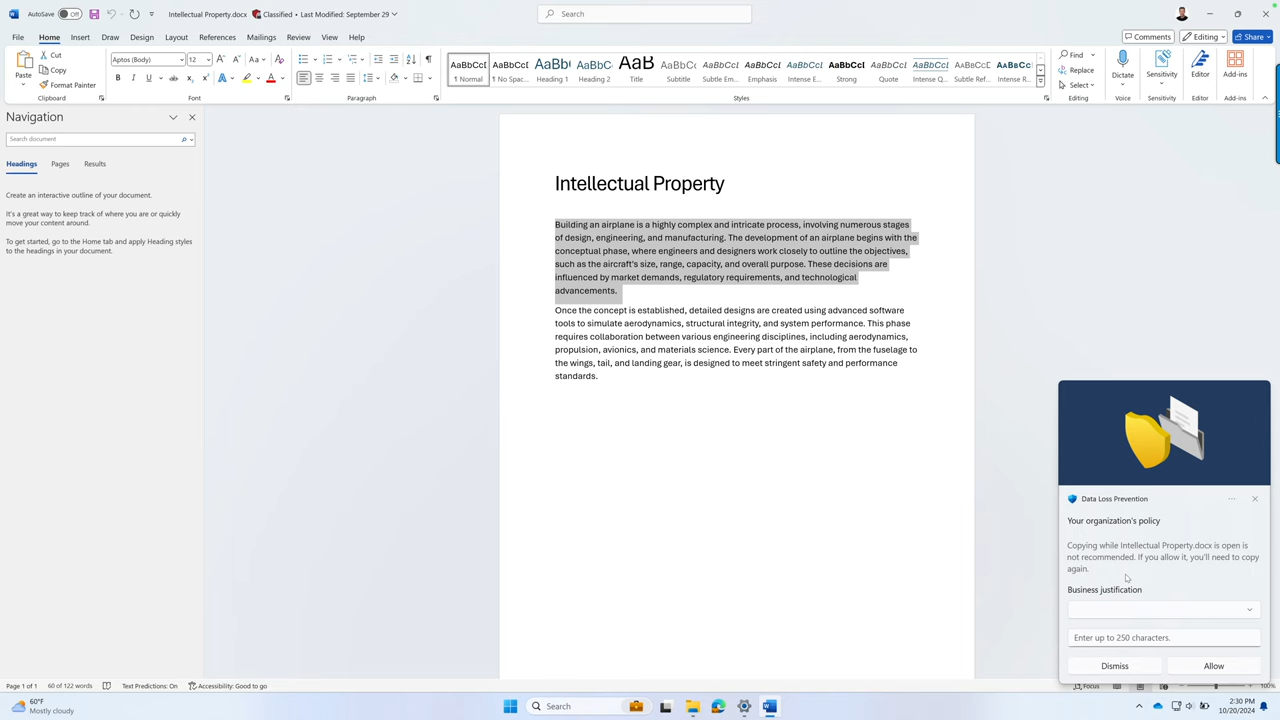 AutoSave Off
Intellectual Property.docx Classified • Last Modified: September 29
Search
File Home Insert Draw Design Layout References Mailings Review View Help
Comments Editing Share
Paste
Cut
Copy
Format Painter
Clipboard
Aptos (Body) 12
Font
Paragraph
AaBbCcl AaBbCcl AaBbC AaBbCc AaB AaBbCcD AaBbCcl AaBbCcl AaBbCcl AaBbCcl AaBbCcl AaBbCcl AaBbCcD AaBbCc
¶ Normal ¶ No Spac... Heading 1 Heading 2 Title Subtitle Subtle Em... Emphasis Intense E... Strong Quote Intense Q... Subtle Ref... Intense R...
Styles
Find
Replace
Select
Editing
Dictate
Voice
Sensitivity
Sensitivity
Editor
Editor
Add-ins
Add-ins
Navigation
Search document
Headings Pages Results
Create an interactive outline of your document.
It's a great way to keep track of where you are or quickly
move your content around.
To get started, go to the Home tab and apply Heading styles
to the headings in your document.
Intellectual Property
Building an airplane is a highly complex and intricate process, involving numerous stages
of design, engineering, and manufacturing. The development of an airplane begins with the
conceptual phase, where engineers and designers work closely to outline the objectives,
such as the aircraft's size, range, capacity, and overall purpose. These decisions are
influenced by market demands, regulatory requirements, and technological
advancements.
Once the concept is established, detailed designs are created using advanced software
tools to simulate aerodynamics, structural integrity, and system performance. This phase
requires collaboration between various engineering disciplines, including aerodynamics,
propulsion, avionics, and materials science. Every part of the airplane, from the fuselage to
the wings, tail, and landing gear, is designed to meet stringent safety and performance
standards.
Data Loss Prevention
Your organization's policy
Copying while Intellectual Property.docx is open is
not recommended. If you allow it, you'll need to copy
again.
Business justification
Enter up to 250 characters.
Dismiss Allow
Page 1 of 1 60 of 122 words Text Predictions: On Accessibility: Good to go
Focus 100%
60°F
Mostly cloudy
Search
2:30 PM
10/20/2024